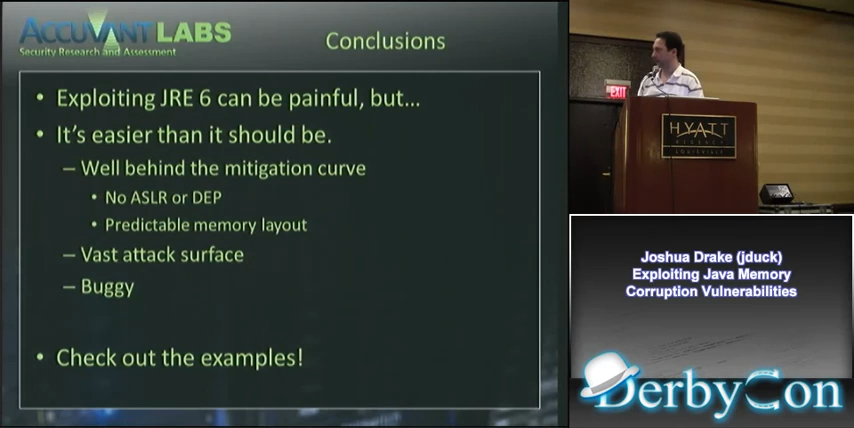 ACCUVANT LABS
Security Research and Assessment
Conclusions
• Exploiting JRE 6 can be painful, but…
• It's easier than it should be.
– Well behind the mitigation curve
• No ASLR or DEP
• Predictable memory layout
– Vast attack surface
– Buggy
• Check out the examples!
EXIT
HYATT
REGENCY
LOUISVILLE
Joshua Drake (jduck)
Exploiting Java Memory
Corruption Vulnerabilities
DerbyCon